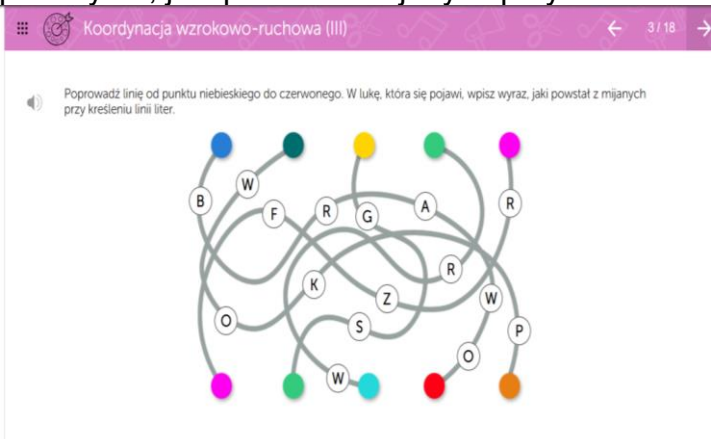 Koordynacja wzrokowo-ruchowa (III)
3 / 18
Poprowadź linię od punktu niebieskiego do czerwonego. W lukę, która się pojawi, wpisz wyraz, jaki powstał z mijanych
przy kreśleniu linii liter.
W
B
F
R
G
A
R
R
K
Z
W
O
S
P
O
W